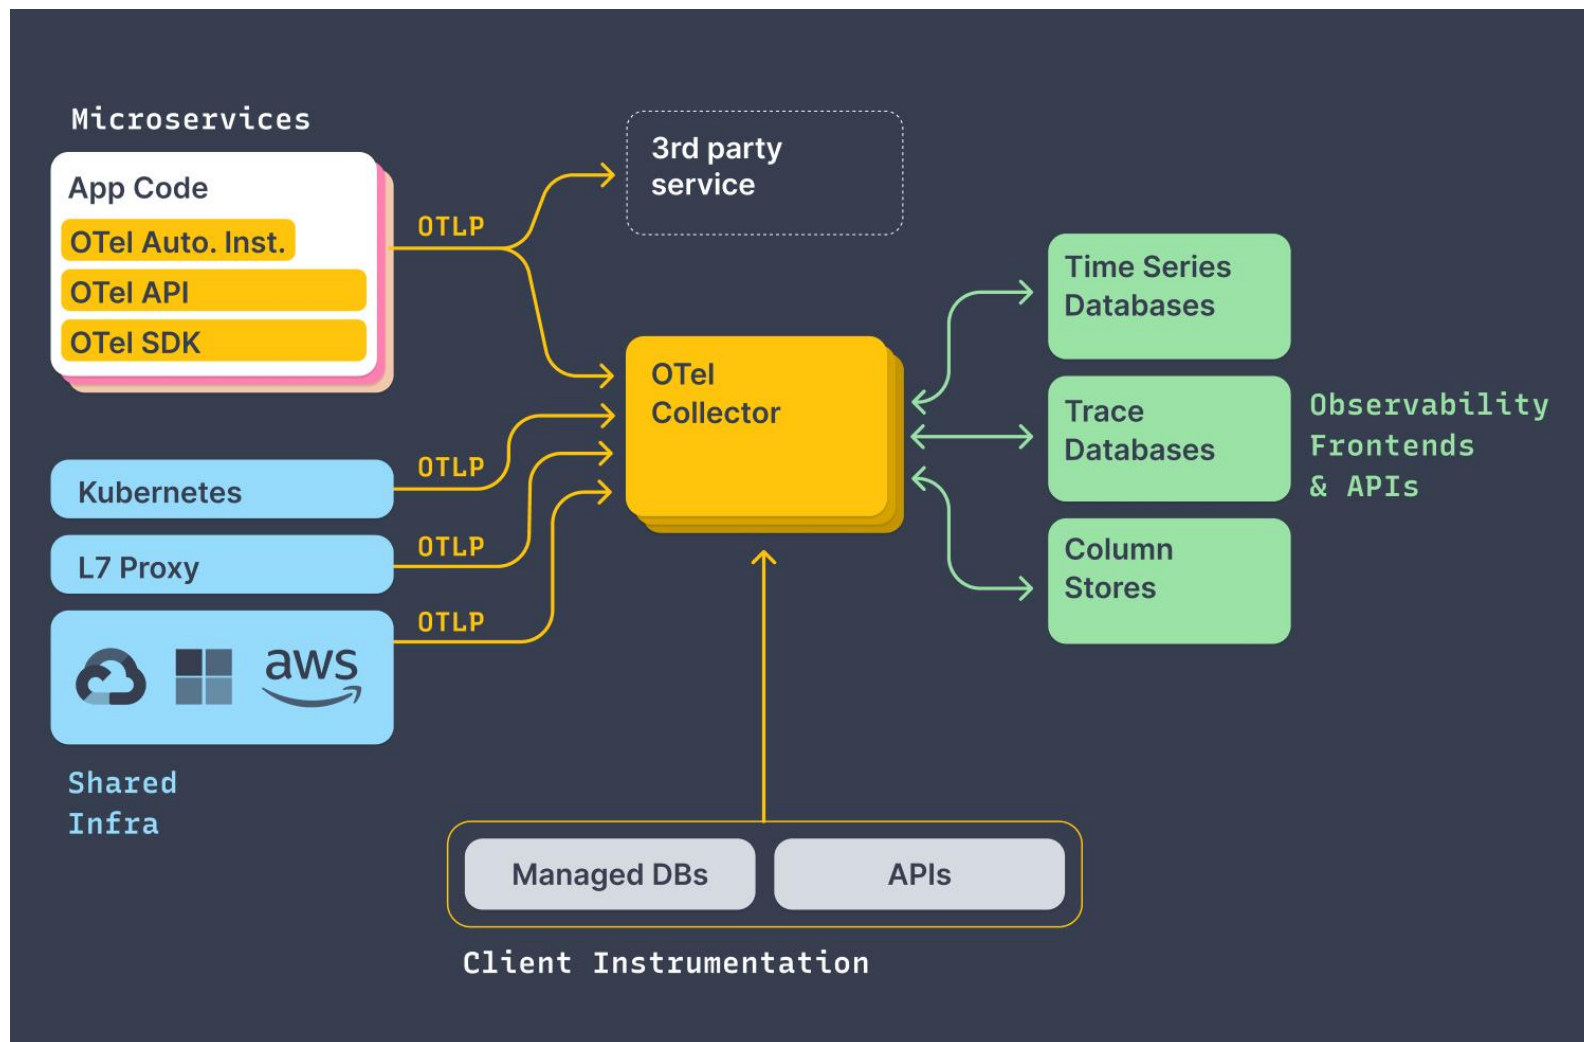 Microservices
App Code
OTel Auto. Inst.
OTel API
OTel SDK
OTLP
3rd party
service
OTel
Collector
Kubernetes
OTLP
L7 Proxy
OTLP
OTLP
aws
Shared
Infra
Time Series
Databases
Trace
Databases
Column
Stores
Observability
Frontends
& APIs
Managed DBs
APIs
Client Instrumentation